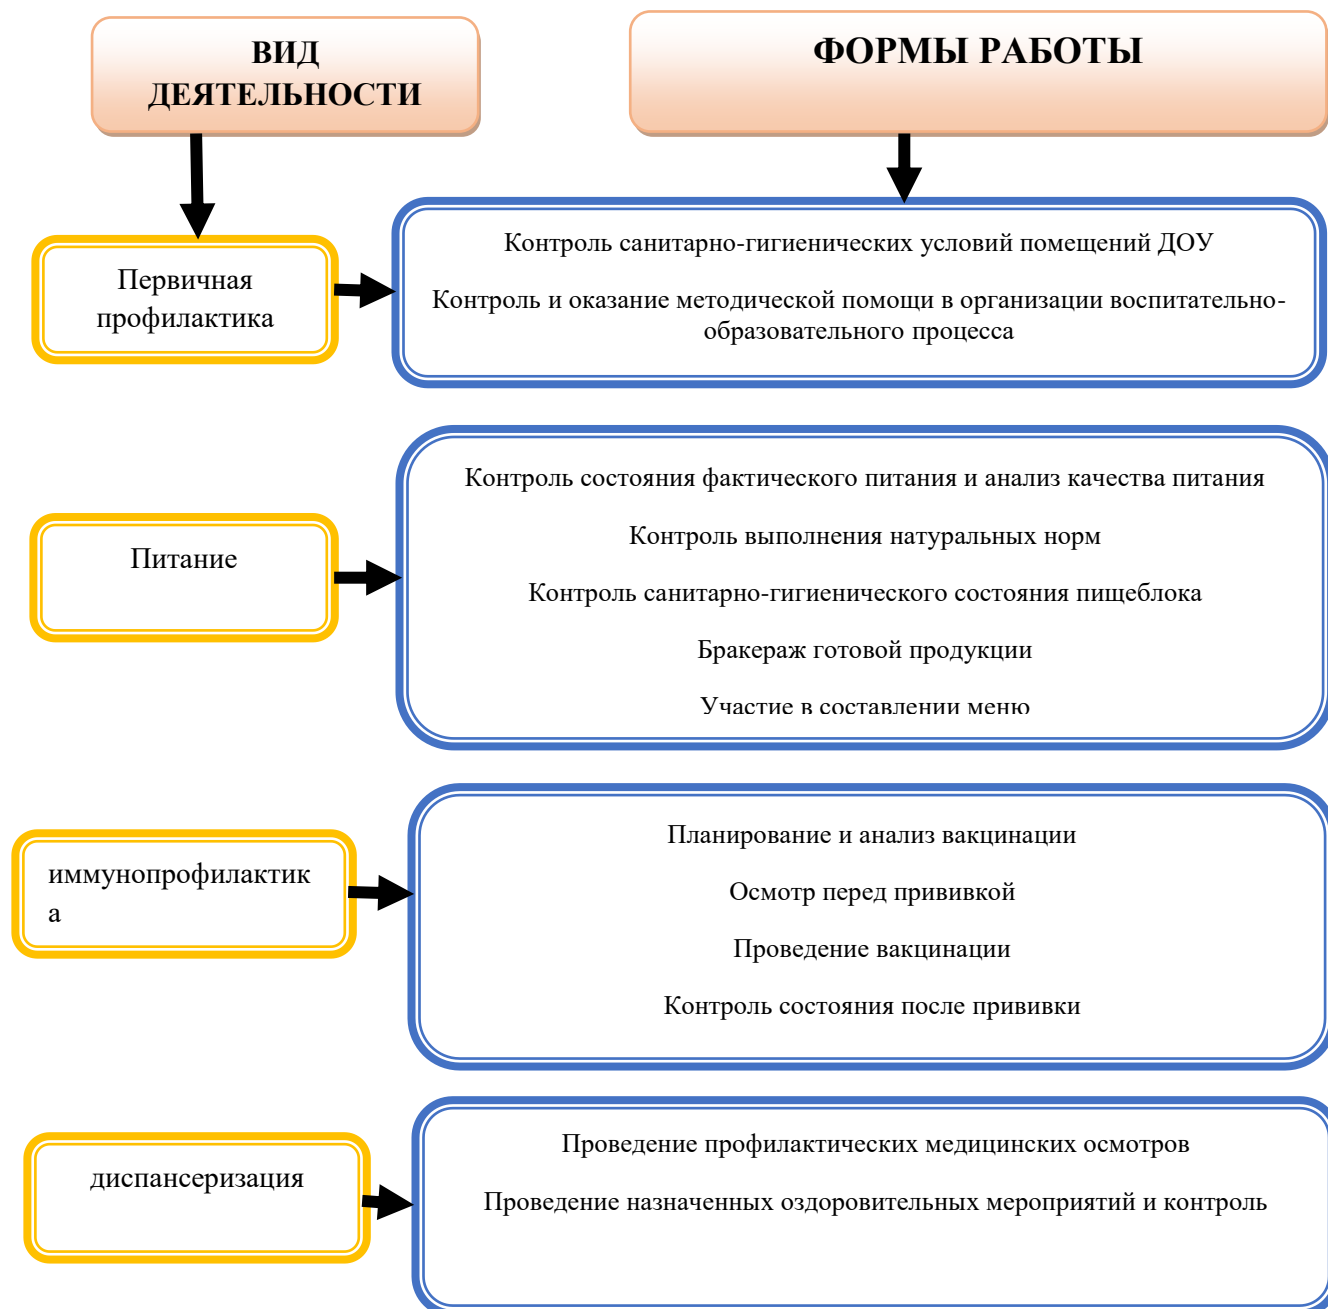 ВИД
ДЕЯТЕЛЬНОСТИ
ФОРМЫ РАБОТЫ
Первичная
профилактика
Контроль санитарно-гигиенических условий помещений ДОУ
Контроль и оказание методической помощи в организации воспитательно-
образовательного процесса
Питание
Контроль состояния фактического питания и анализ качества питания
Контроль выполнения натуральных норм
Контроль санитарно-гигиенического состояния пищеблока
Бракераж готовой продукции
Участие в составлении меню
иммунопрофилактик
а
Планирование и анализ вакцинации
Осмотр перед прививкой
Проведение вакцинации
Контроль состояния после прививки
диспансеризация
Проведение профилактических медицинских осмотров
Проведение назначенных оздоровительных мероприятий и контроль